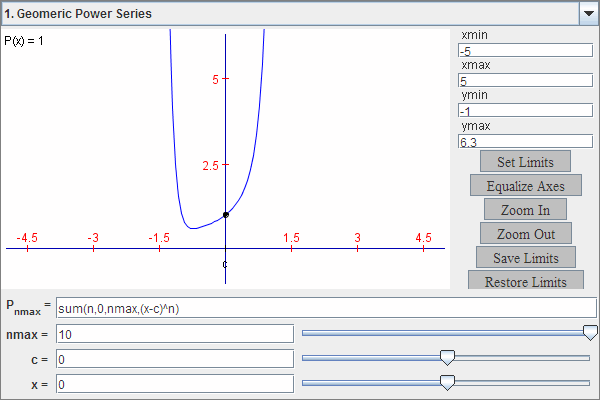 1. Geomeric Power Series
P(x) = 1
5
2.5
-4.5 -3 -1.5 1.5 3 4.5
c
xmin
-5
xmax
5
ymin
-1
ymax
6.3
Set Limits
Equalize Axes
Zoom In
Zoom Out
Save Limits
Restore Limits
Pnmax = sum(n,0,nmax,(x-c)^n)
nmax = 10
c = 0
x = 0